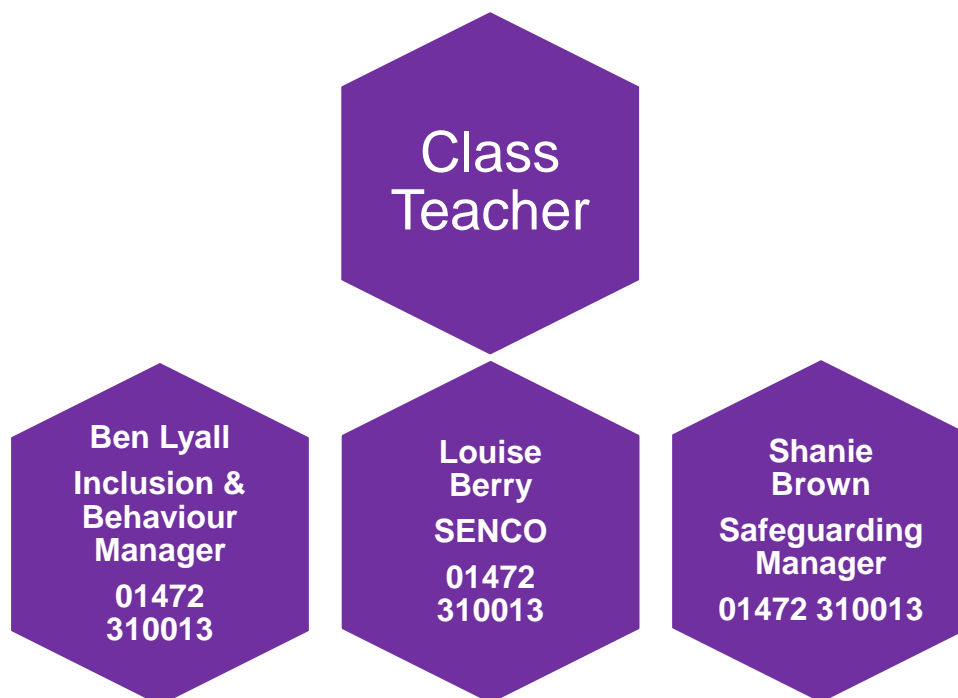 Class
Teacher
Ben Lyall
Inclusion &
Behaviour
Manager
01472
310013
Louise
Berry
SENCO
01472
310013
Shanie
Brown
Safeguarding
Manager
01472 310013